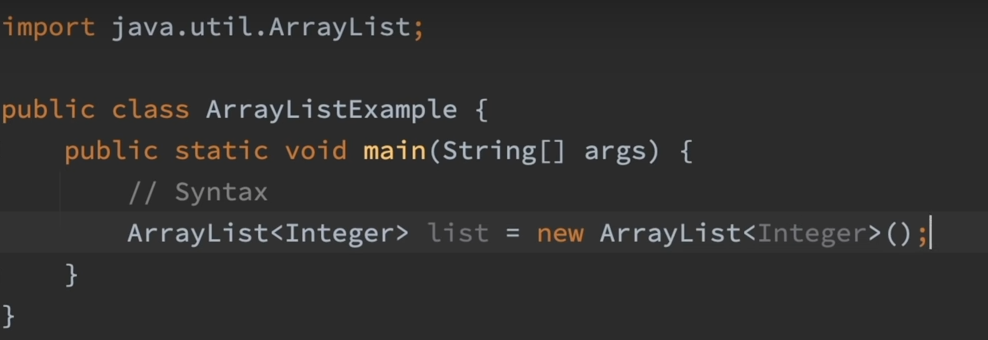 import java.util.ArrayList;
public class ArrayListExample {
public static void main(String[] args) {
// Syntax
ArrayList<Integer> list = new ArrayList<Integer>();
}
}